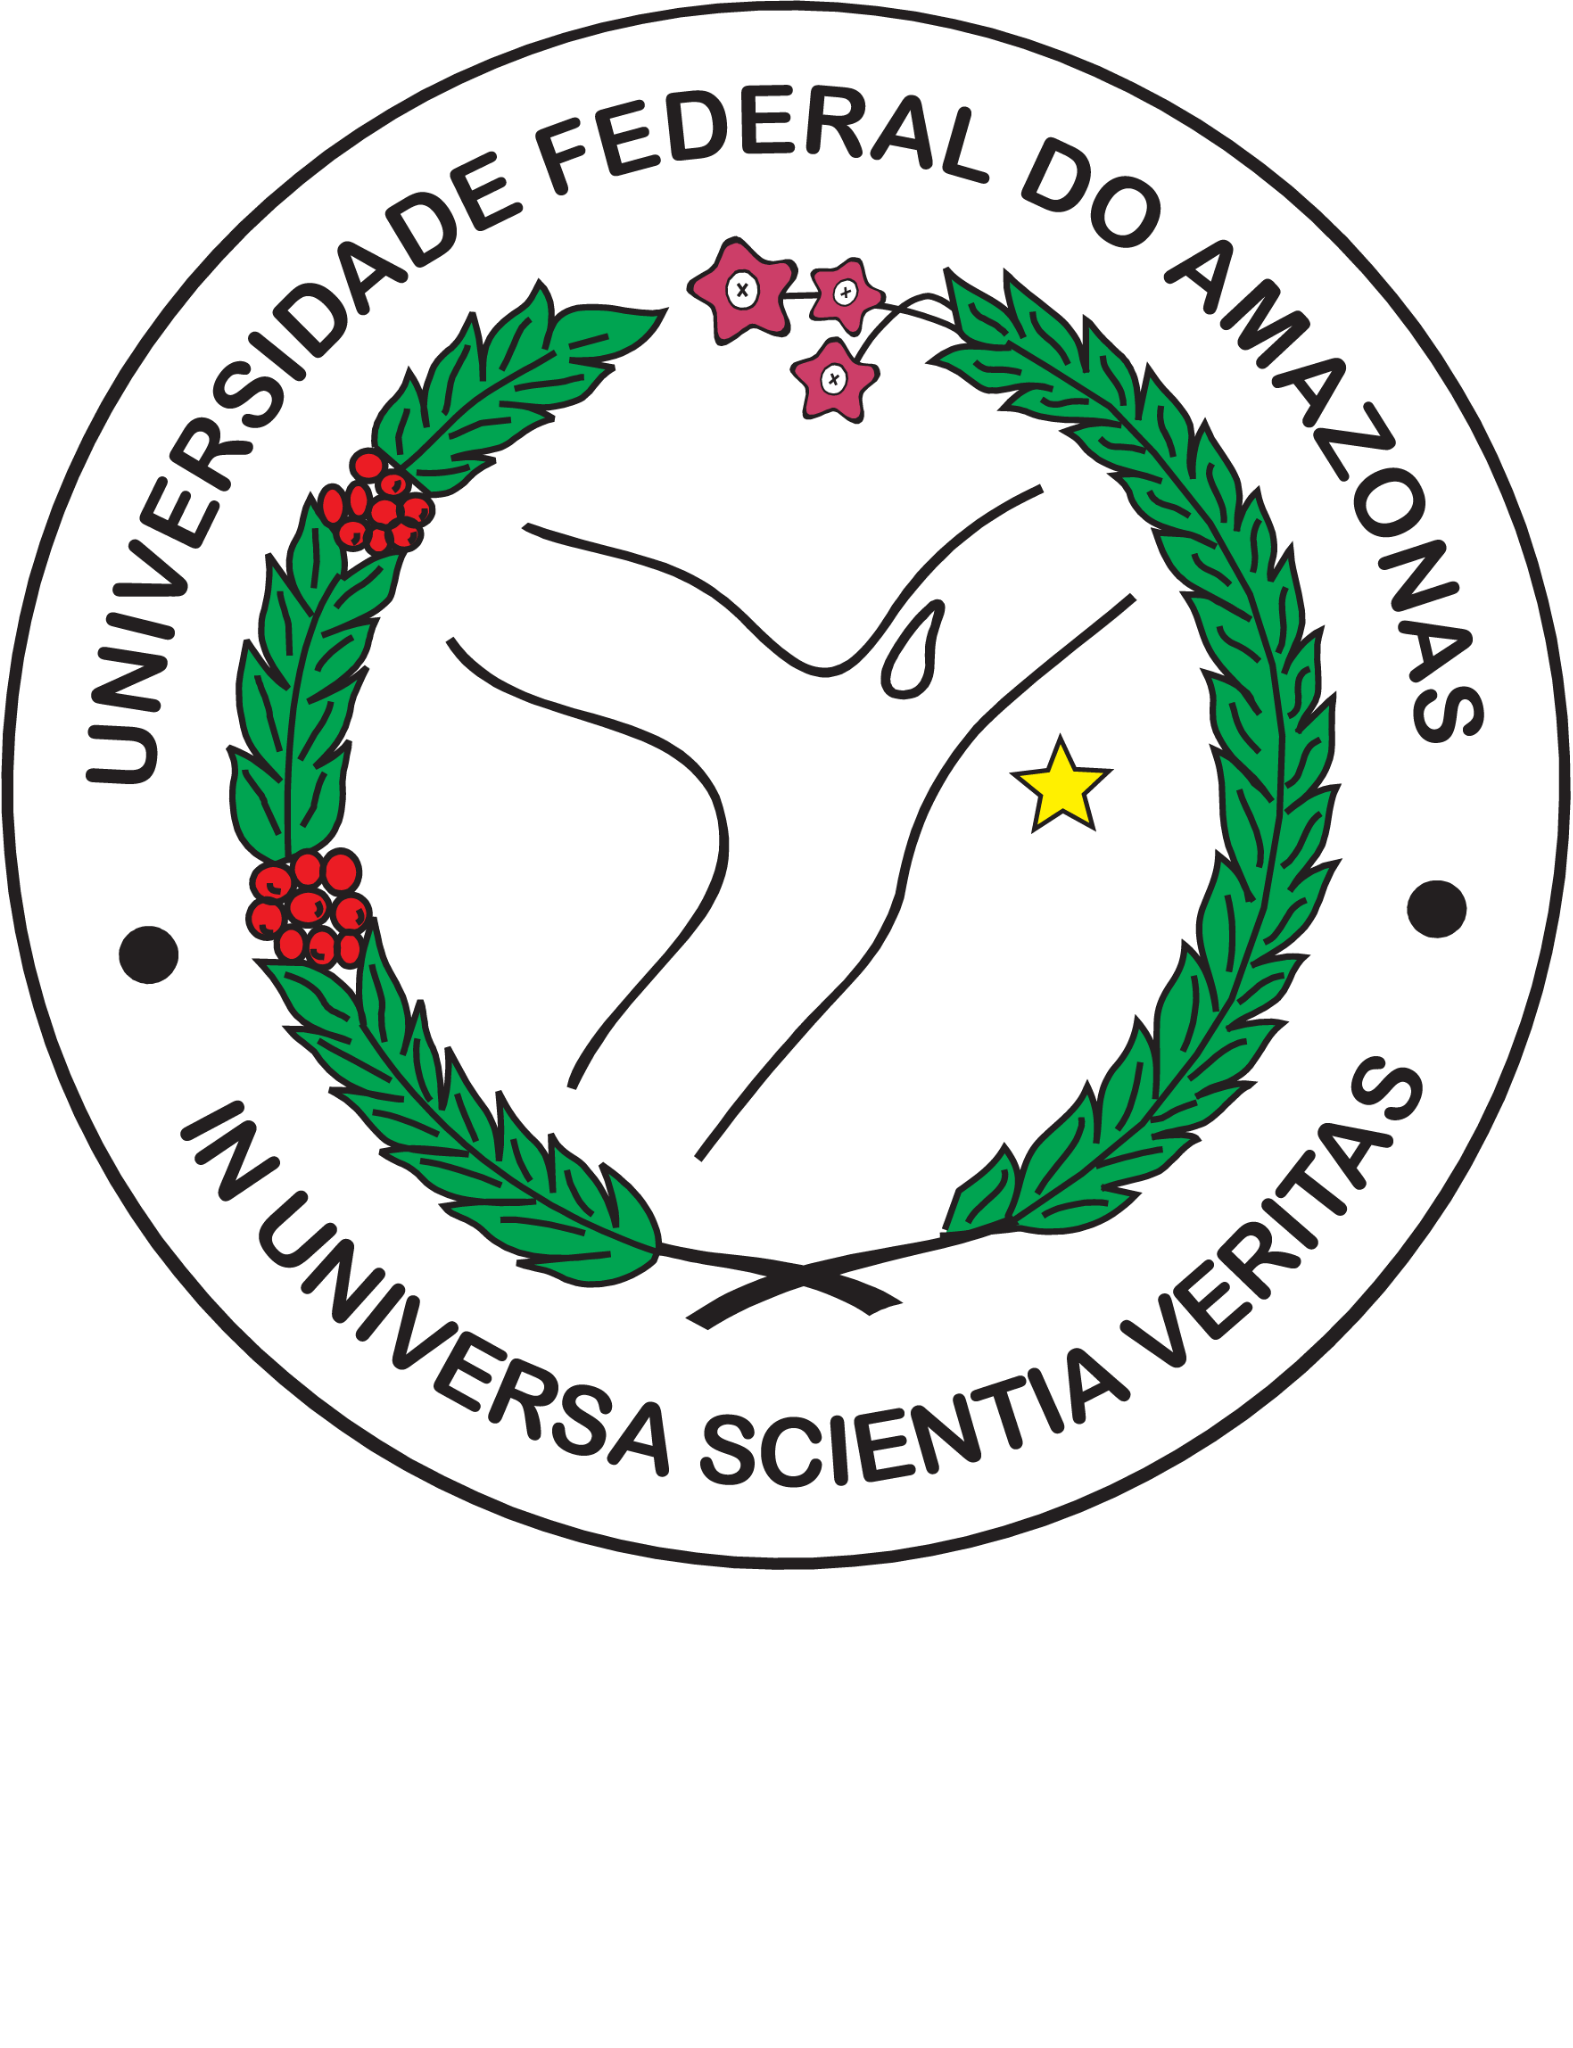 UNIVERSIDADE FEDERAL DO AMAZONAS
IN UNIVERSA SCIENTIA VERITAS